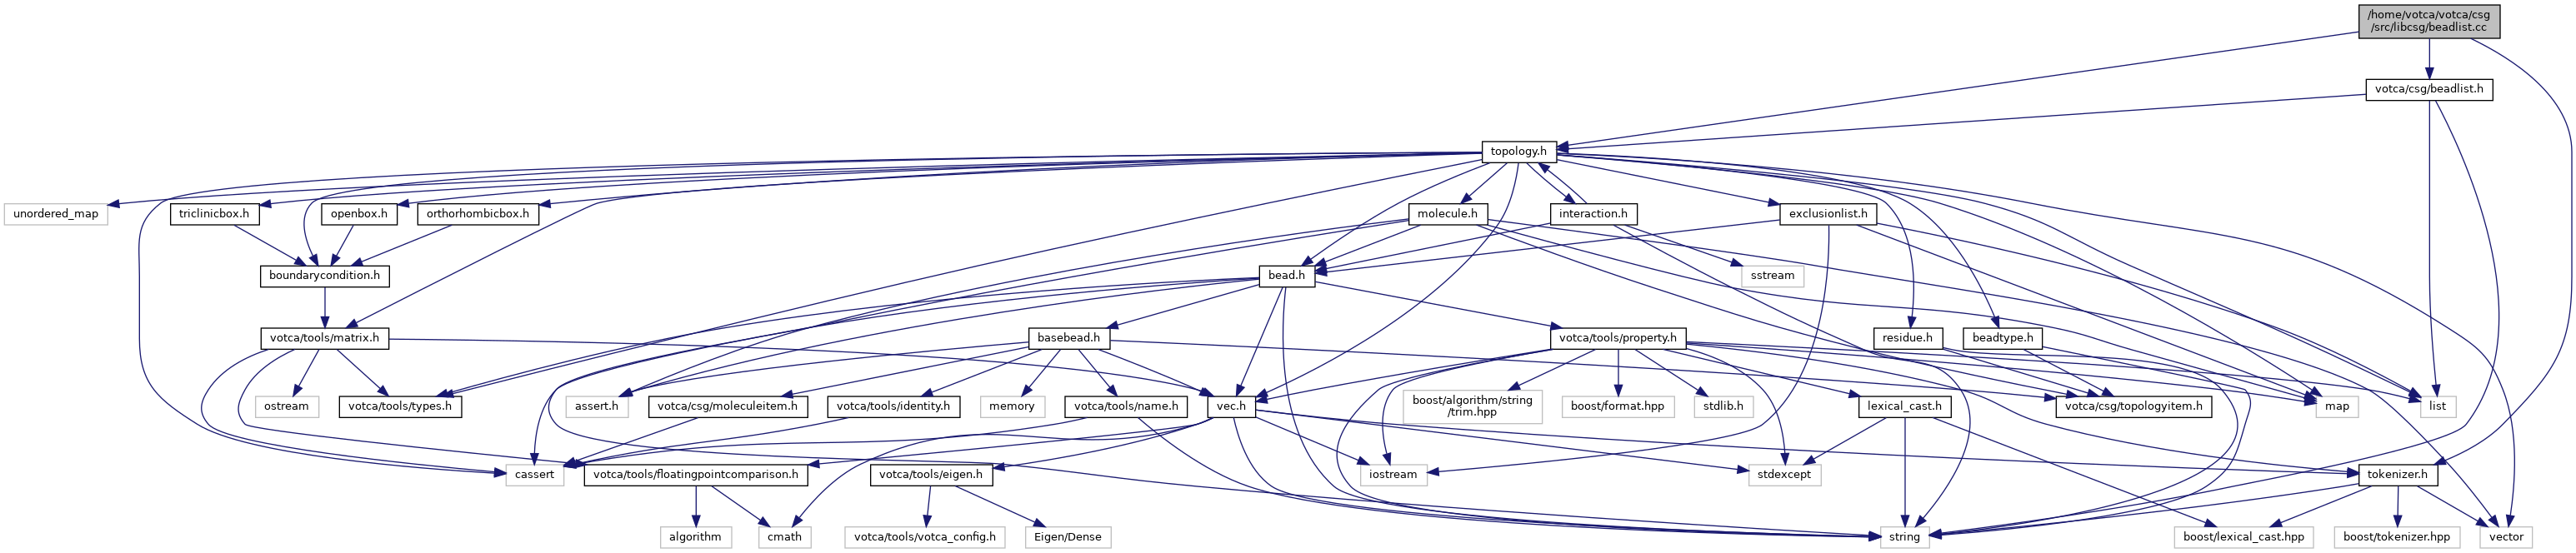 /home/votca/votca/csg
/src/libcsg/beadlist.cc
votca/csg/beadlist.h
topology.h
unordered_map
triclinicbox.h
openbox.h
orthorhombicbox.h
molecule.h
interaction.h
exclusionlist.h
boundarycondition.h
bead.h
sstream
votca/tools/matrix.h
basebead.h
votca/tools/property.h
residue.h
beadtype.h
ostream
votca/tools/types.h
assert.h
votca/csg/moleculeitem.h
votca/tools/identity.h
memory
votca/tools/name.h
vec.h
boost/algorithm/string
/trim.hpp
boost/format.hpp
stdlib.h
lexical_cast.h
votca/csg/topologyitem.h
map
list
cassert
votca/tools/floatingpointcomparison.h
votca/tools/eigen.h
iostream
stdexcept
tokenizer.h
algorithm
cmath
votca/tools/votca_config.h
Eigen/Dense
string
boost/lexical_cast.hpp
boost/tokenizer.hpp
vector